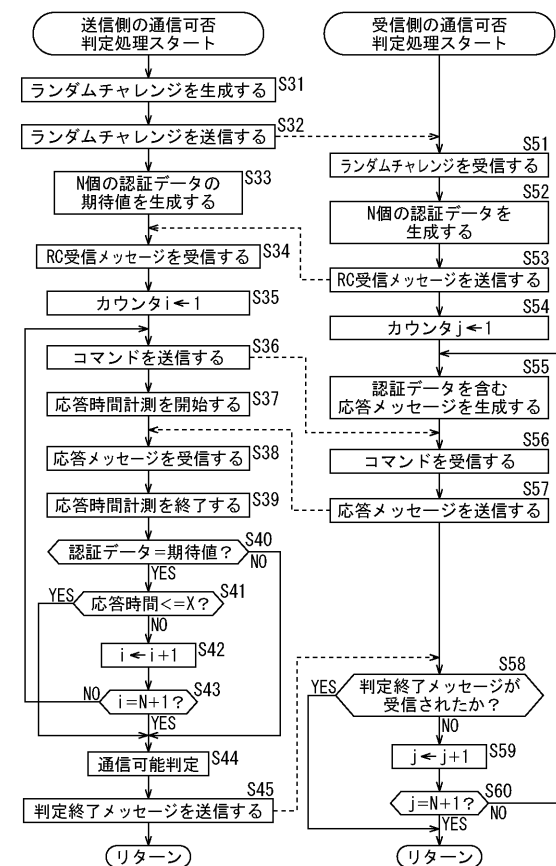 送信側の通信可否
判定処理スタート
ランダムチャレンジを生成する
S31
ランダムチャレンジを送信する
S32
N個の認証データの
期待値を生成する
S33
RC受信メッセージを受信する
S34
カウンタi←1
S35
コマンドを送信する
S36
応答時間計測を開始する
S37
応答メッセージを受信する
S38
応答時間計測を終了する
S39
認証データ=期待値?
S40
NO
YES
応答時間<=X?
S41
YES
NO
i←i+1
S42
i=N+1?
S43
NO
YES
通信可能判定
S44
判定終了メッセージを送信する
S45
リターン
受信側の通信可否
判定処理スタート
ランダムチャレンジを受信する
S51
N個の認証データを
生成する
S52
RC受信メッセージを送信する
S53
カウンタj←1
S54
認証データを含む
応答メッセージを生成する
S55
コマンドを受信する
S56
応答メッセージを送信する
S57
判定終了メッセージが
受信されたか?
S58
YES
NO
j←j+1
S59
j=N+1?
S60
NO
YES
リターン